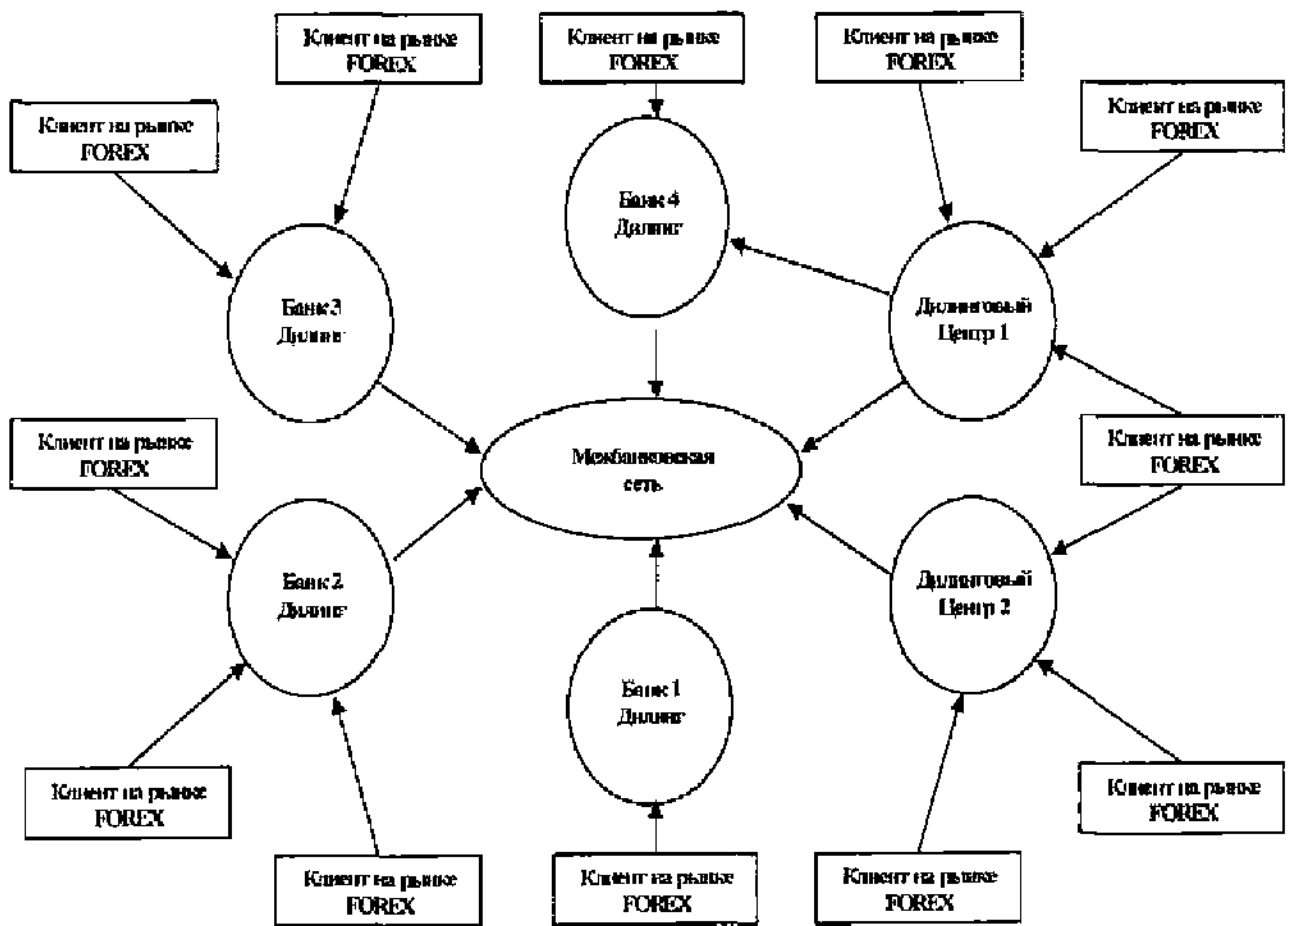 Клиент на рынке
FOREX
Клиент на рынке
FOREX
Клиент на рынке
FOREX
Клиент на рынке
FOREX
Клиент на рынке
FOREX
Банк 4
Дилинг
Банк 3
Дилинг
Дилинговый
Центр 1
Клиент на рынке
FOREX
Межбанковская
сеть
Клиент на рынке
FOREX
Банк 2
Дилинг
Дилинговый
Центр 2
Банк 1
Дилинг
Клиент на рынке
FOREX
Клиент на рынке
FOREX
Клиент на рынке
FOREX
Клиент на рынке
FOREX
Клиент на рынке
FOREX